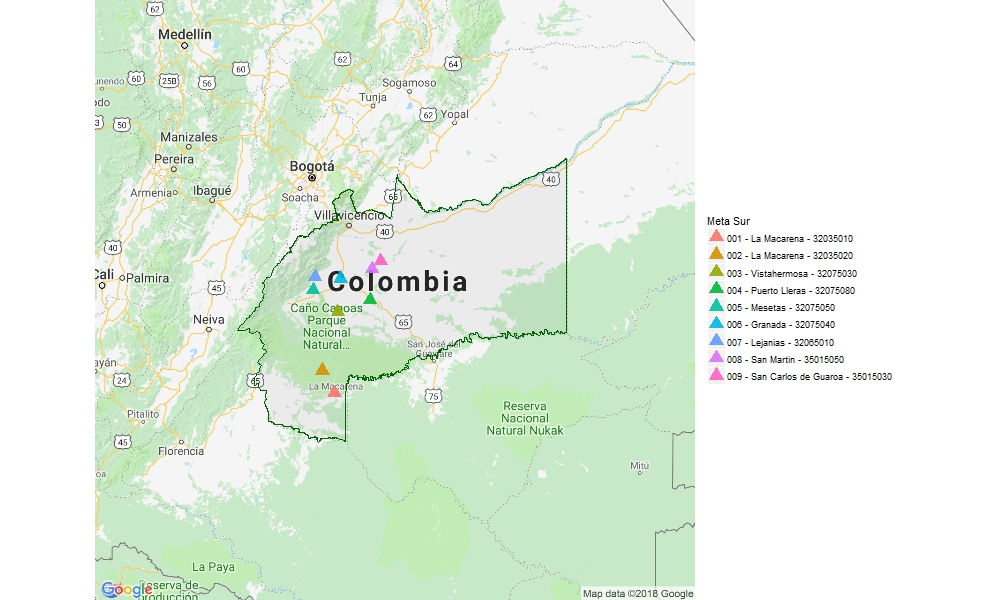 62
Medellín
60
62
64
unendo
60
25B
56
Sogamoso
Tunja
62
Yopal
50
Manizales
Pereira
Bogotá
40
Armenia
Ibagué
Soacha
65
Villavicencio
40
40
Cali
Palmira
45
Colombia
Caño Canoas
Parque
Nacional
Natural...
Neiva
65
San José del
Guaviare
24
45
La Macarena
75
Pitalito
Reserva
Nacional
Natural Nukak
45
Florencia
Mitú
La Paya
Reserva de
Producción
Google
Map data ©2018 Google
Meta Sur
001 - La Macarena - 32035010
002 - La Macarena - 32035020
003 - Vistahermosa - 32075030
004 - Puerto Lleras - 32075080
005 - Mesetas - 32075050
006 - Granada - 32075040
007 - Lejanias - 32065010
008 - San Martin - 35015050
009 - San Carlos de Guaroa - 35015030